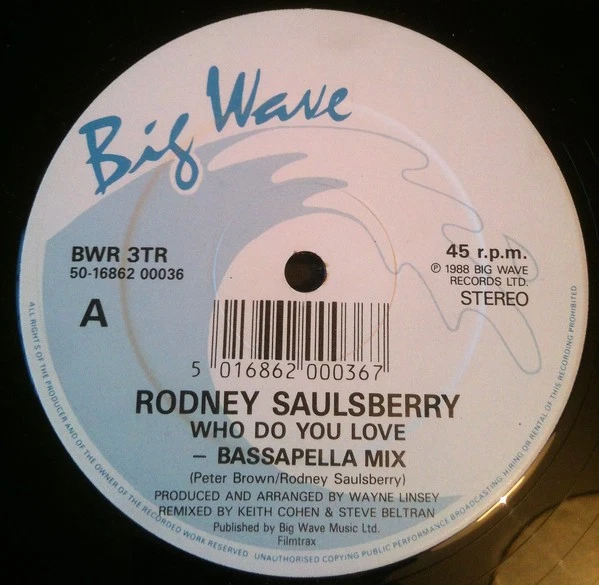 Big Wave
BWR 3TR
50-16862 00036
A
45 r.p.m.
℗ 1988 BIG WAVE
RECORDS LTD.
STEREO
5 016862 000367
RODNEY SAULSBERRY
WHO DO YOU LOVE
– BASSAPELLA MIX
(Peter Brown/Rodney Saulsberry)
PRODUCED AND ARRANGED BY WAYNE LINSEY
REMIXED BY KEITH COHEN & STEVE BELTRAN
Published by Big Wave Music Ltd.
Filmtrax
ALL RIGHTS OF THE PRODUCER AND OF THE OWNER OF THE RECORDED WORK RESERVED UNAUTHORISED COPYING PUBLIC PERFORMANCE BROADCASTING HIRING OR RENTAL OF THIS RECORDING PROHIBITED